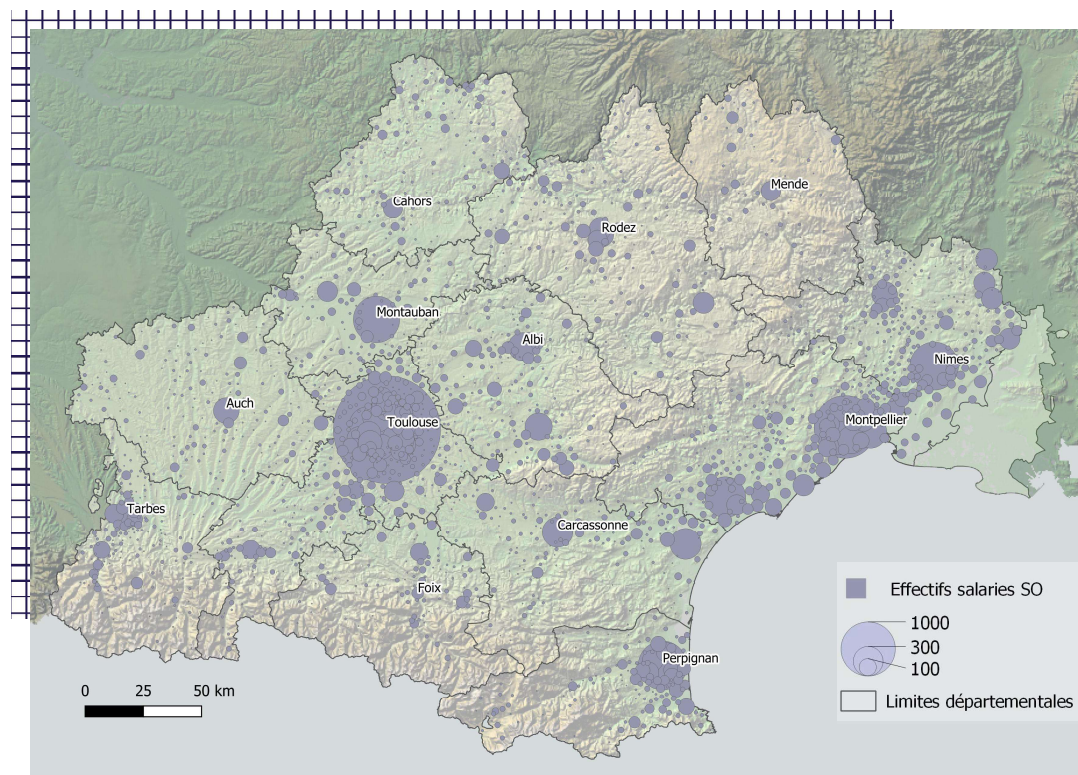 Cahors
Mende
Rodez
Montauban
Albi
Nimes
Auch
Toulouse
Montpellier
Tarbes
Carcassonne
Foix
Perpignan
0 25 50 km
Effectifs salaries SO
1000
300
100
Limites départementales